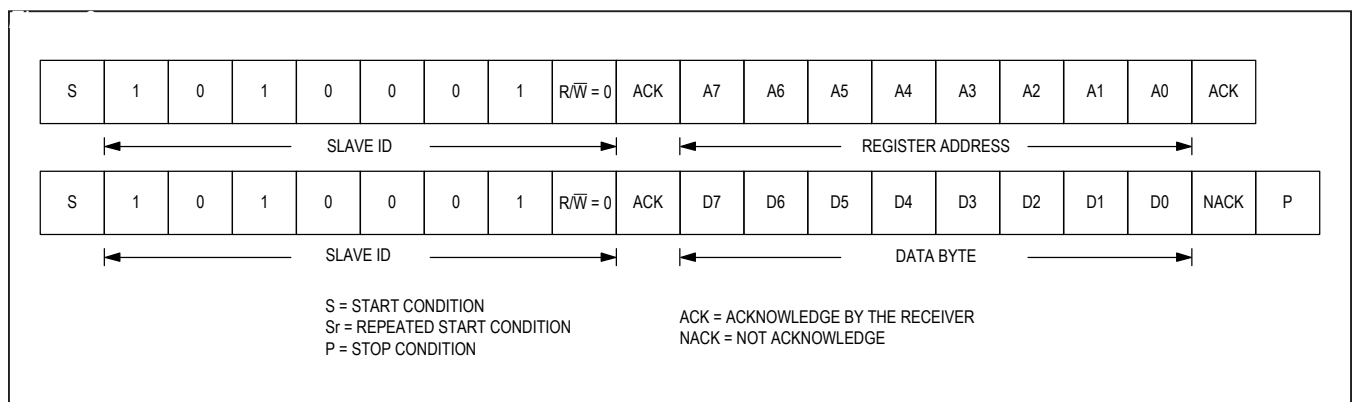 S 1 0 1 0 0 0 1 R/W̅ = 0 ACK A7 A6 A5 A4 A3 A2 A1 A0 ACK
SLAVE ID REGISTER ADDRESS
S 1 0 1 0 0 0 1 R/W̅ = 0 ACK D7 D6 D5 D4 D3 D2 D1 D0 NACK P
SLAVE ID DATA BYTE
S = START CONDITION
Sr = REPEATED START CONDITION
P = STOP CONDITION
ACK = ACKNOWLEDGE BY THE RECEIVER
NACK = NOT ACKNOWLEDGE